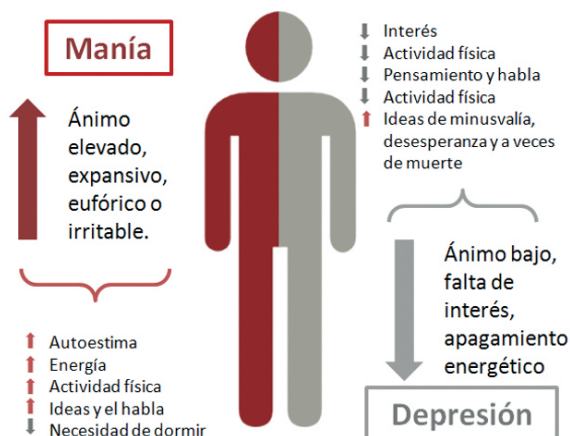 Manía
Ánimo
elevado,
expansivo,
eufórico o
irritable.
↑ Autoestima
↑ Energía
↑ Actividad física
↑ Ideas y el habla
↓ Necesidad de dormir
↓ Interés
↓ Actividad física
↓ Pensamiento y habla
↓ Actividad física
↑ Ideas de minusvalía,
desesperanza y a veces
de muerte
Ánimo bajo,
falta de
interés,
apagamiento
energético
Depresión